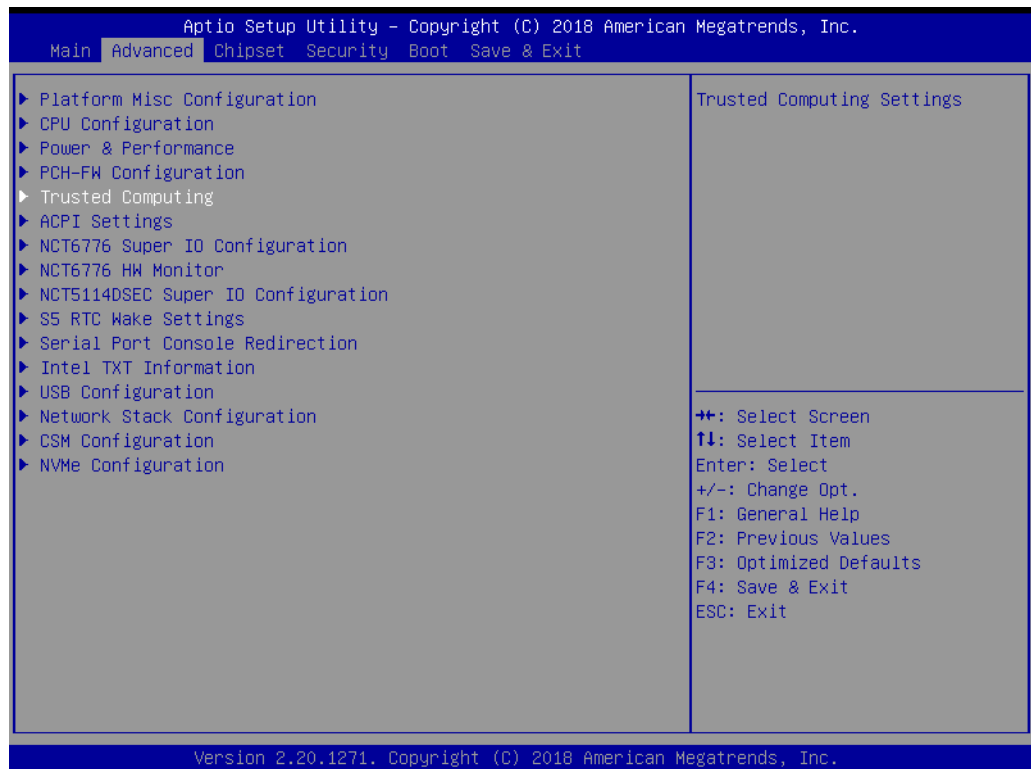 Aptio Setup Utility – Copyright (C) 2018 American Megatrends, Inc.
Main Advanced Chipset Security Boot Save & Exit
Platform Misc Configuration
CPU Configuration
Power & Performance
PCH-FW Configuration
Trusted Computing
ACPI Settings
NCT6776 Super IO Configuration
NCT6776 HW Monitor
NCT5114DSEC Super IO Configuration
S5 RTC Wake Settings
Serial Port Console Redirection
Intel TXT Information
USB Configuration
Network Stack Configuration
CSM Configuration
NVMe Configuration
Trusted Computing Settings
→←: Select Screen
↑↓: Select Item
Enter: Select
+/-: Change Opt.
F1: General Help
F2: Previous Values
F3: Optimized Defaults
F4: Save & Exit
ESC: Exit
Version 2.20.1271. Copyright (C) 2018 American Megatrends, Inc.